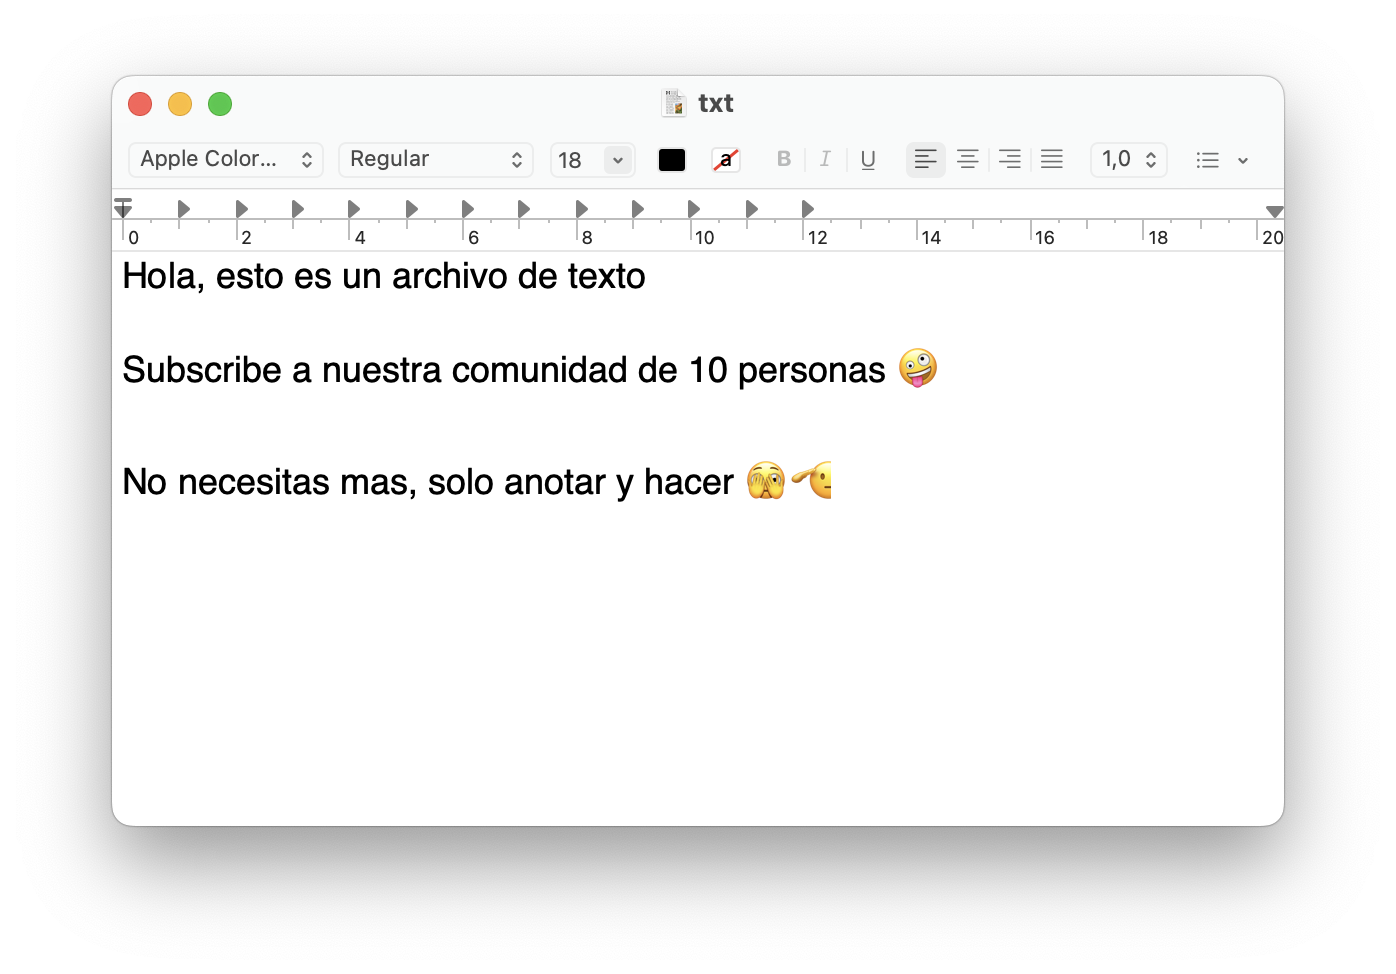 txt
Apple Color... Regular 18 a B I U 1,0
0 2 4 6 8 10 12 14 16 18 20
Hola, esto es un archivo de texto
Subscribe a nuestra comunidad de 10 personas 🤪
No necesitas mas, solo anotar y hacer 🫣🫡